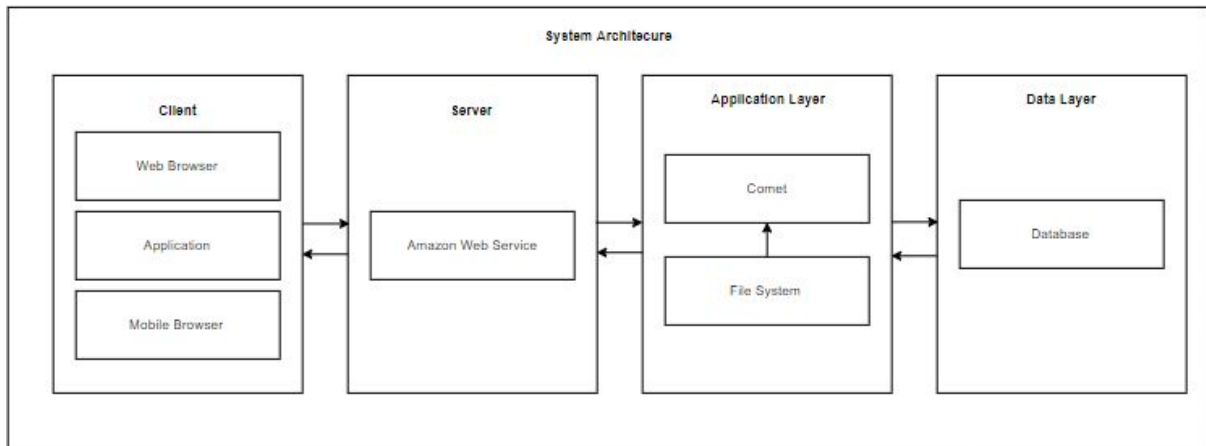 System Architecure
Client
Web Browser
Application
Mobile Browser
Server
Amazon Web Service
Application Layer
Comet
File System
Data Layer
Database